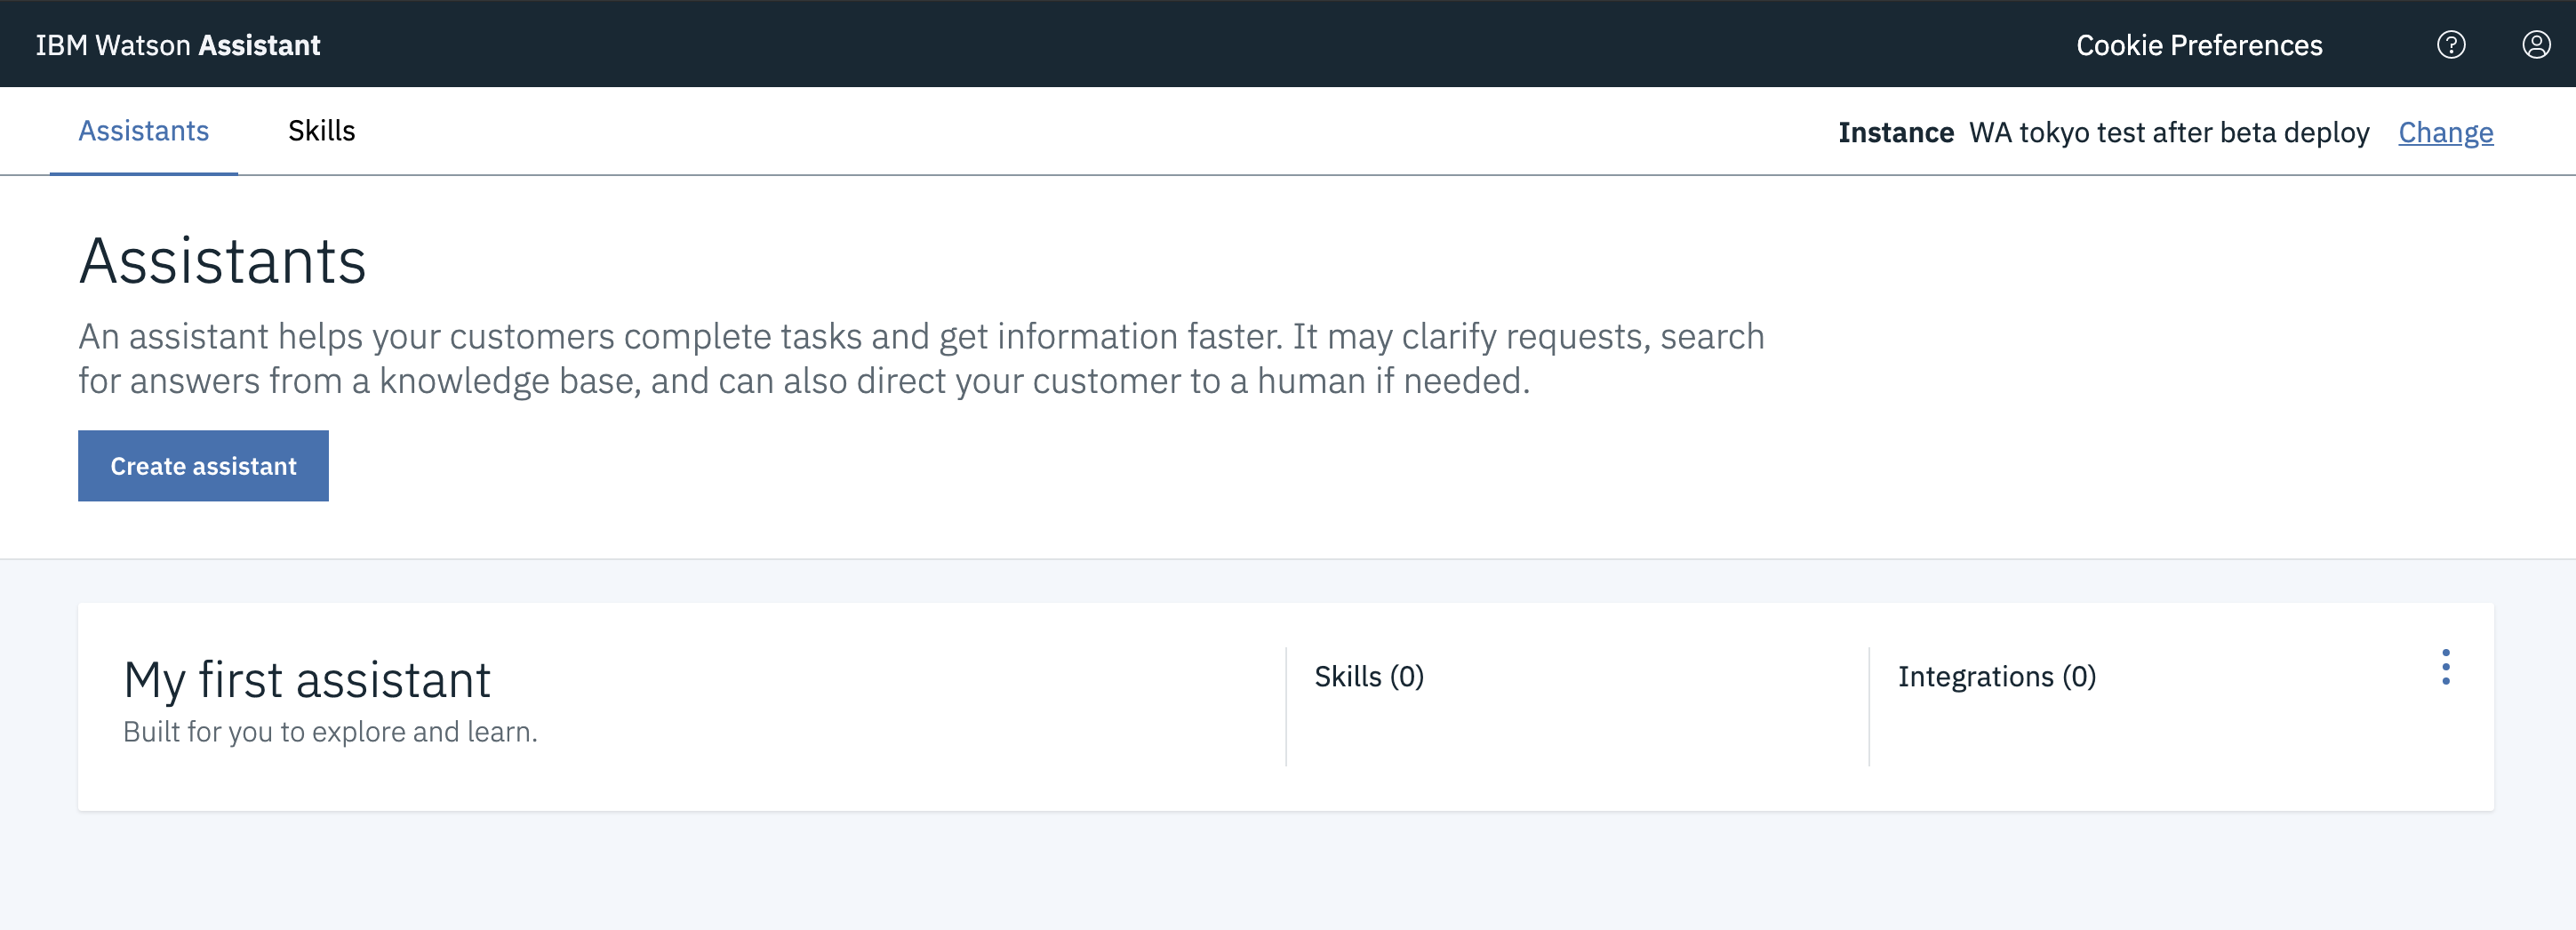 IBM Watson Assistant
Cookie Preferences
Assistants
Skills
Instance WA tokyo test after beta deploy Change
Assistants
An assistant helps your customers complete tasks and get information faster. It may clarify requests, search
for answers from a knowledge base, and can also direct your customer to a human if needed.
Create assistant
My first assistant
Built for you to explore and learn.
Skills (0)
Integrations (0)